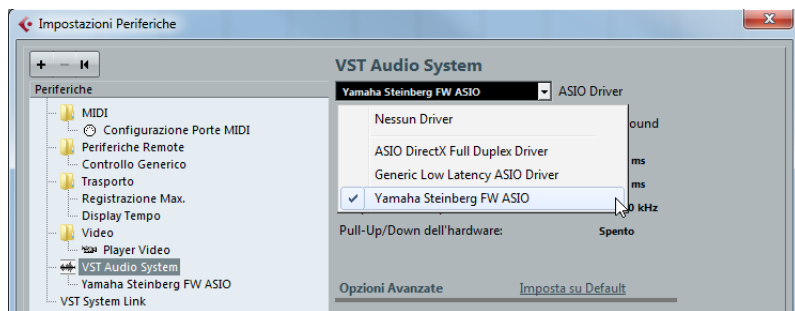 Impostazioni Periferiche
Periferiche
MIDI
Configurazione Porte MIDI
Periferiche Remote
Controllo Generico
Trasporto
Registrazione Max.
Display Tempo
Video
Player Video
VST Audio System
Yamaha Steinberg FW ASIO
VST System Link
VST Audio System
Yamaha Steinberg FW ASIO ASIO Driver
Nessun Driver
ASIO DirectX Full Duplex Driver
Generic Low Latency ASIO Driver
Yamaha Steinberg FW ASIO
ound
ms
ms
0 kHz
Pull-Up/Down dell'hardware: Spento
Opzioni Avanzate Imposta su Default